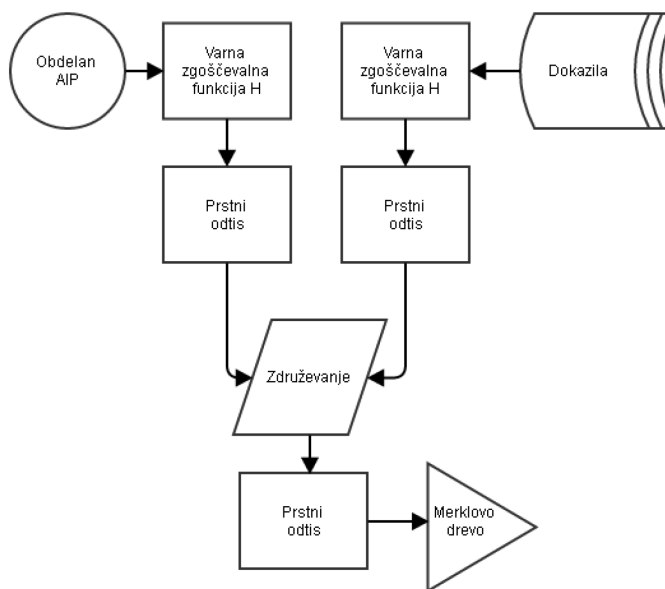 Obdelan
AIP
Varna
zgoščevalna
funkcija H
Varna
zgoščevalna
funkcija H
Dokazila
Prstni
odtis
Prstni
odtis
Združevanje
Prstni
odtis
Merklovo
drevo